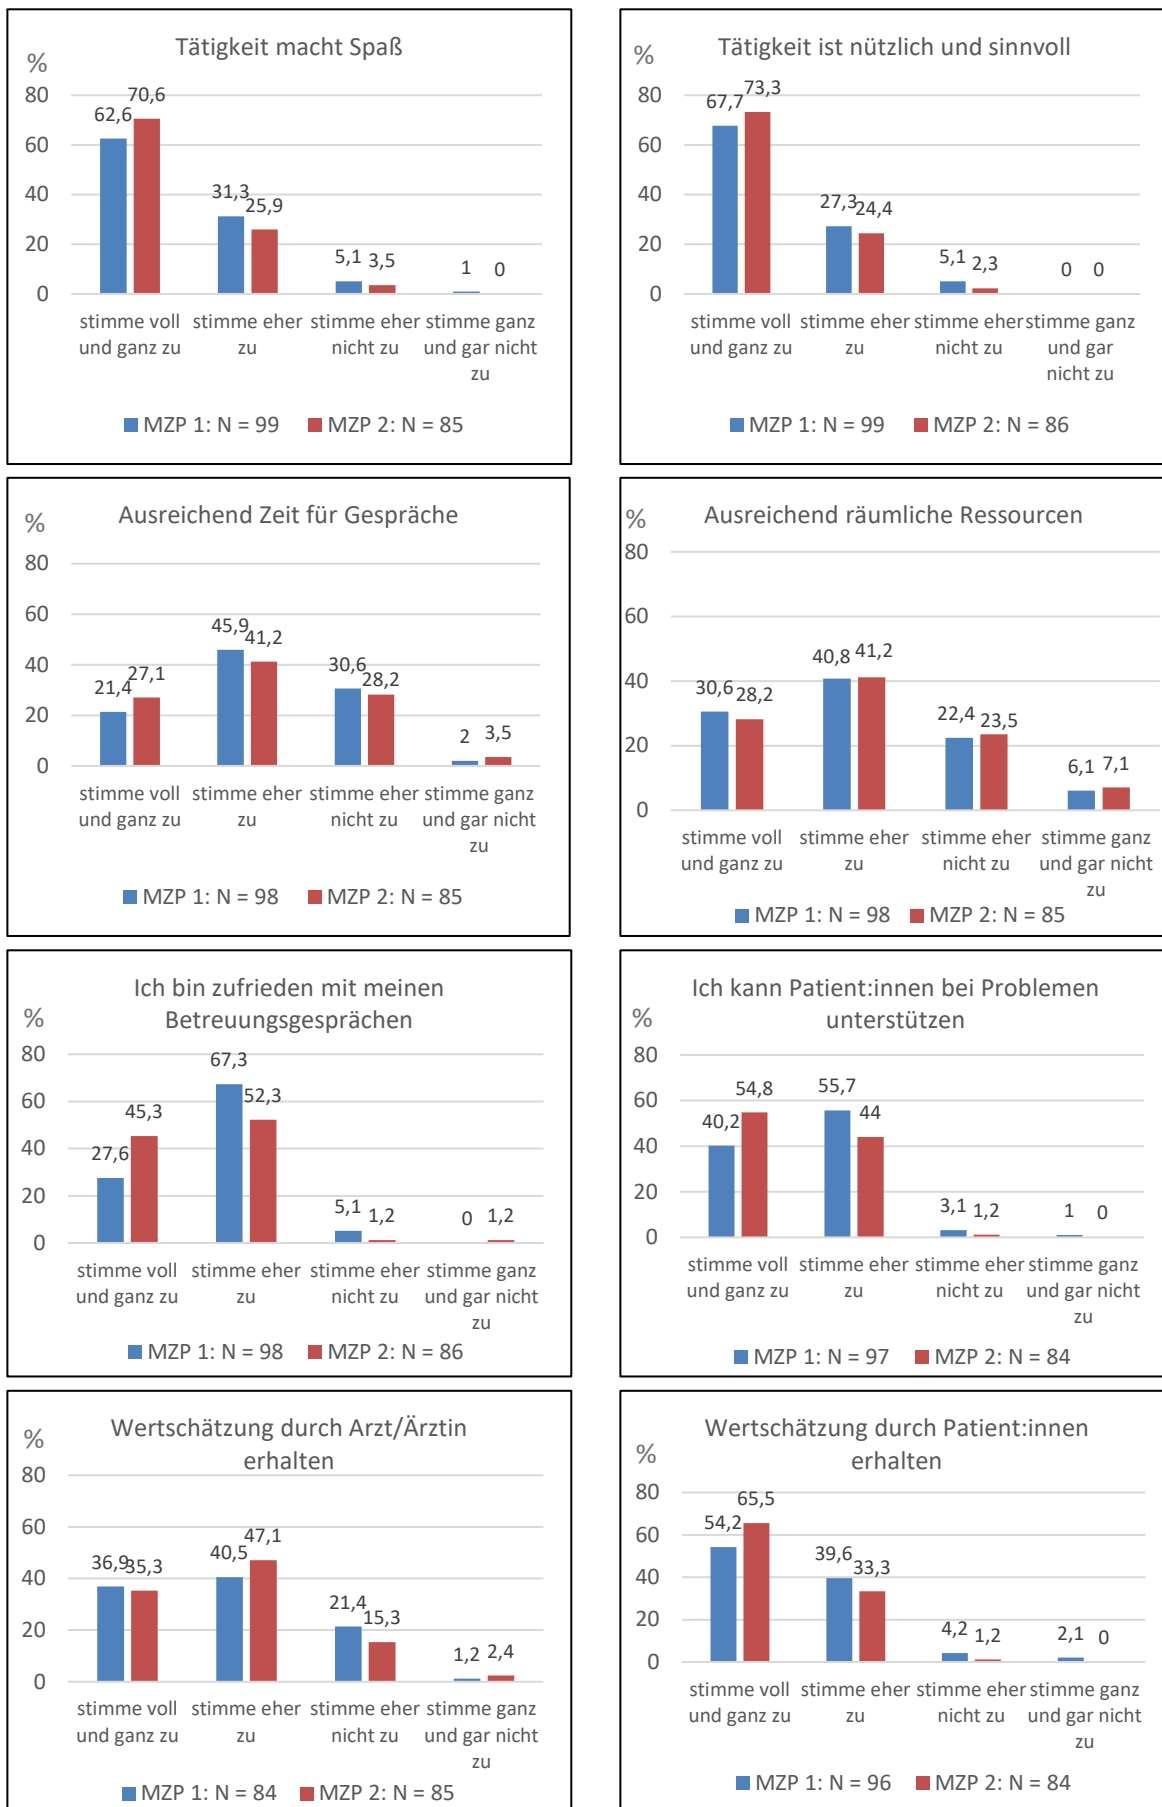 Tätigkeit macht Spaß
%
80
60
40
20
0
62,6
70,6
31,3
25,9
5,1
3,5
1
0
stimme voll und ganz zu
stimme eher zu
stimme eher nicht zu
stimme ganz und gar nicht zu
MZP 1: N = 99
MZP 2: N = 85
Tätigkeit ist nützlich und sinnvoll
%
80
60
40
20
0
67,7
73,3
27,3
24,4
5,1
2,3
0
0
stimme voll und ganz zu
stimme eher zu
stimme eher nicht zu
stimme ganz und gar nicht zu
MZP 1: N = 99
MZP 2: N = 86
Ausreichend Zeit für Gespräche
%
80
60
40
20
0
21,4
27,1
45,9
41,2
30,6
28,2
2
3,5
stimme voll und ganz zu
stimme eher zu
stimme eher nicht zu
stimme ganz und gar nicht zu
MZP 1: N = 98
MZP 2: N = 85
Ausreichend räumliche Ressourcen
%
80
60
40
20
0
30,6
28,2
40,8
41,2
22,4
23,5
6,1
7,1
stimme voll und ganz zu
stimme eher zu
stimme eher nicht zu
stimme ganz und gar nicht zu
MZP 1: N = 98
MZP 2: N = 85
Ich bin zufrieden mit meinen
Betreuungsgesprächen
%
80
60
40
20
0
27,6
45,3
67,3
52,3
5,1
1,2
0
1,2
stimme voll und ganz zu
stimme eher zu
stimme eher nicht zu
stimme ganz und gar nicht zu
MZP 1: N = 98
MZP 2: N = 86
Ich kann Patient:innen bei Problemen
unterstützen
%
80
60
40
20
0
40,2
54,8
55,7
44
3,1
1,2
1
0
stimme voll und ganz zu
stimme eher zu
stimme eher nicht zu
stimme ganz und gar nicht zu
MZP 1: N = 97
MZP 2: N = 84
Wertschätzung durch Arzt/Ärztin
erhalten
%
80
60
40
20
0
36,9
35,3
40,5
47,1
21,4
15,3
1,2
2,4
stimme voll und ganz zu
stimme eher zu
stimme eher nicht zu
stimme ganz und gar nicht zu
MZP 1: N = 84
MZP 2: N = 85
Wertschätzung durch Patient:innen
erhalten
%
80
60
40
20
0
54,2
65,5
39,6
33,3
4,2
1,2
2,1
0
stimme voll und ganz zu
stimme eher zu
stimme eher nicht zu
stimme ganz und gar nicht zu
MZP 1: N = 96
MZP 2: N = 84